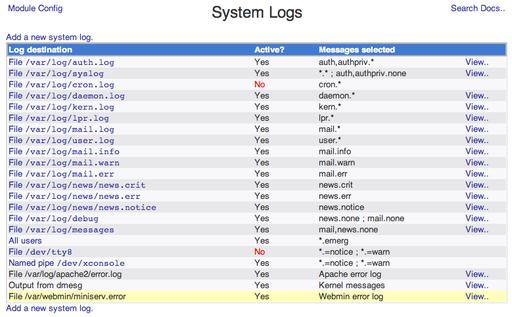 Module Config
System Logs
Search Docs..
Add a new system log.
Log destination Active? Messages selected
File /var/log/auth.log Yes auth,authpriv.* View..
File /var/log/syslog Yes *.* ; auth,authpriv.none View..
File /var/log/cron.log No cron.*
File /var/log/daemon.log Yes daemon.* View..
File /var/log/kern.log Yes kern.* View..
File /var/log/lpr.log Yes lpr.* View..
File /var/log/mail.log Yes mail.* View..
File /var/log/user.log Yes user.* View..
File /var/log/mail.info Yes mail.info View..
File /var/log/mail.warn Yes mail.warn View..
File /var/log/mail.err Yes mail.err View..
File /var/log/news/news.crit Yes news.crit View..
File /var/log/news/news.err Yes news.err View..
File /var/log/news/news.notice Yes news.notice View..
File /var/log/debug Yes news.none ; mail.none View..
File /var/log/messages Yes mail,news.none View..
All users Yes *.emerg
File /dev/tty8 No *.=notice ; *.=warn
Named pipe /dev/xconsole Yes *.=notice ; *.=warn
File /var/log/apache2/error.log Yes Apache error log View..
Output from dmesg Yes Kernel messages View..
File /var/webmin/miniserv.error Yes Webmin error log View..
Add a new system log.